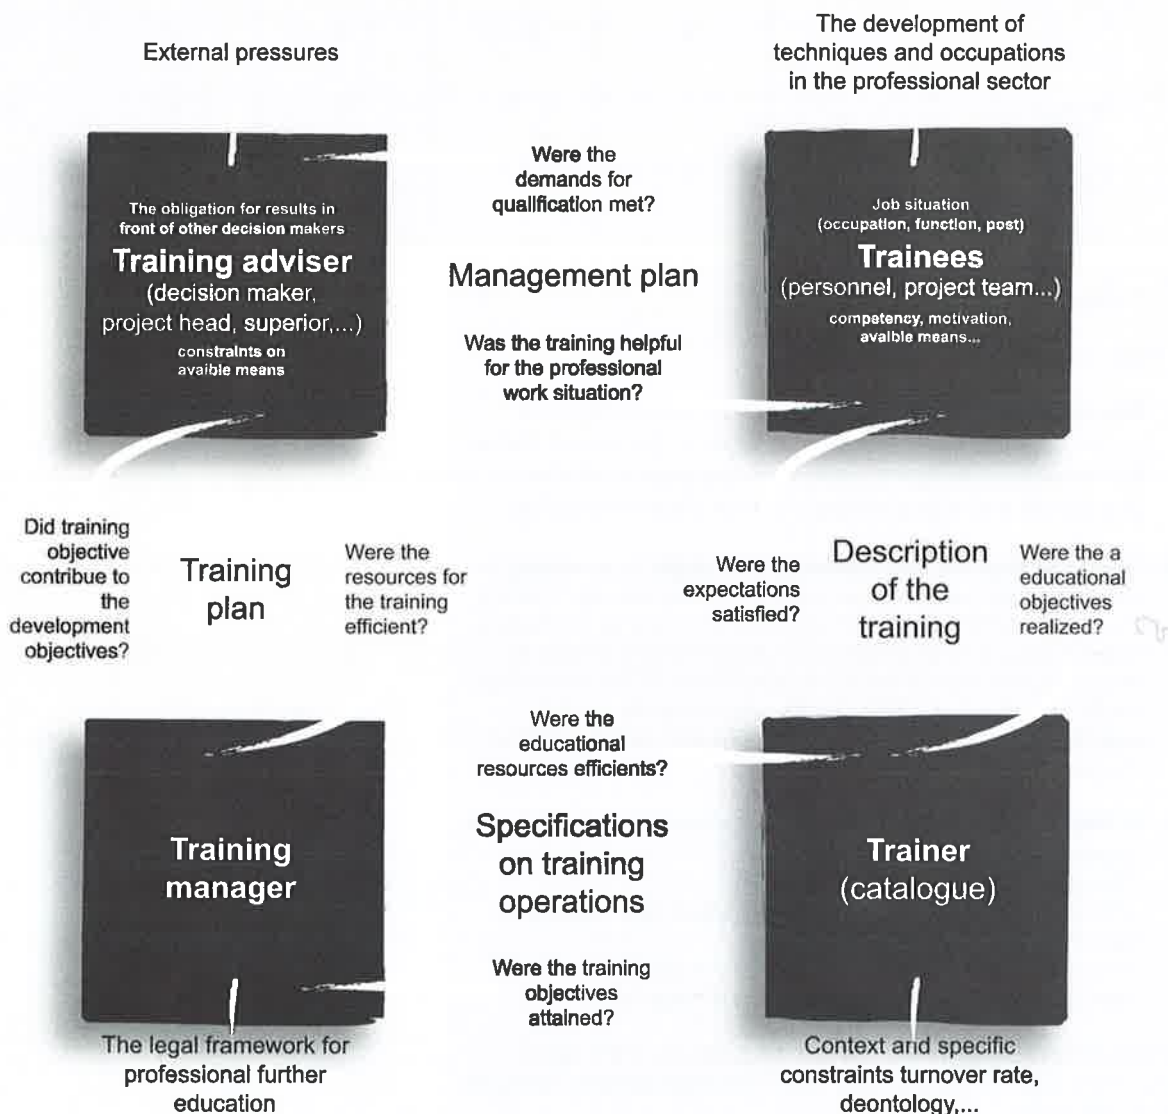 External pressures
The development of
techniques and occupations
in the professional sector
The obligation for results in
front of other decision makers
Training adviser
(decision maker,
project head, superior,...)
constraints on
avaible means
Were the
demands for
qualification met?
Management plan
Was the training helpful
for the professional
work situation?
Job situation
(occupation, function, post)
Trainees
(personnel, project team...)
competency, motivation,
avaible means...
Did training
objective
contribue to
the
development
objectives?
Training
plan
Were the
resources for
the training
efficient?
Were the
expectations
satisfied?
Description
of the
training
Were the a
educational
objectives
realized?
Training
manager
Were the
educational
resources efficients?
Specifications
on training
operations
Were the training
objectives
attained?
Trainer
(catalogue)
The legal framework for
professional further
education
Context and specific
constraints turnover rate,
deontology,...